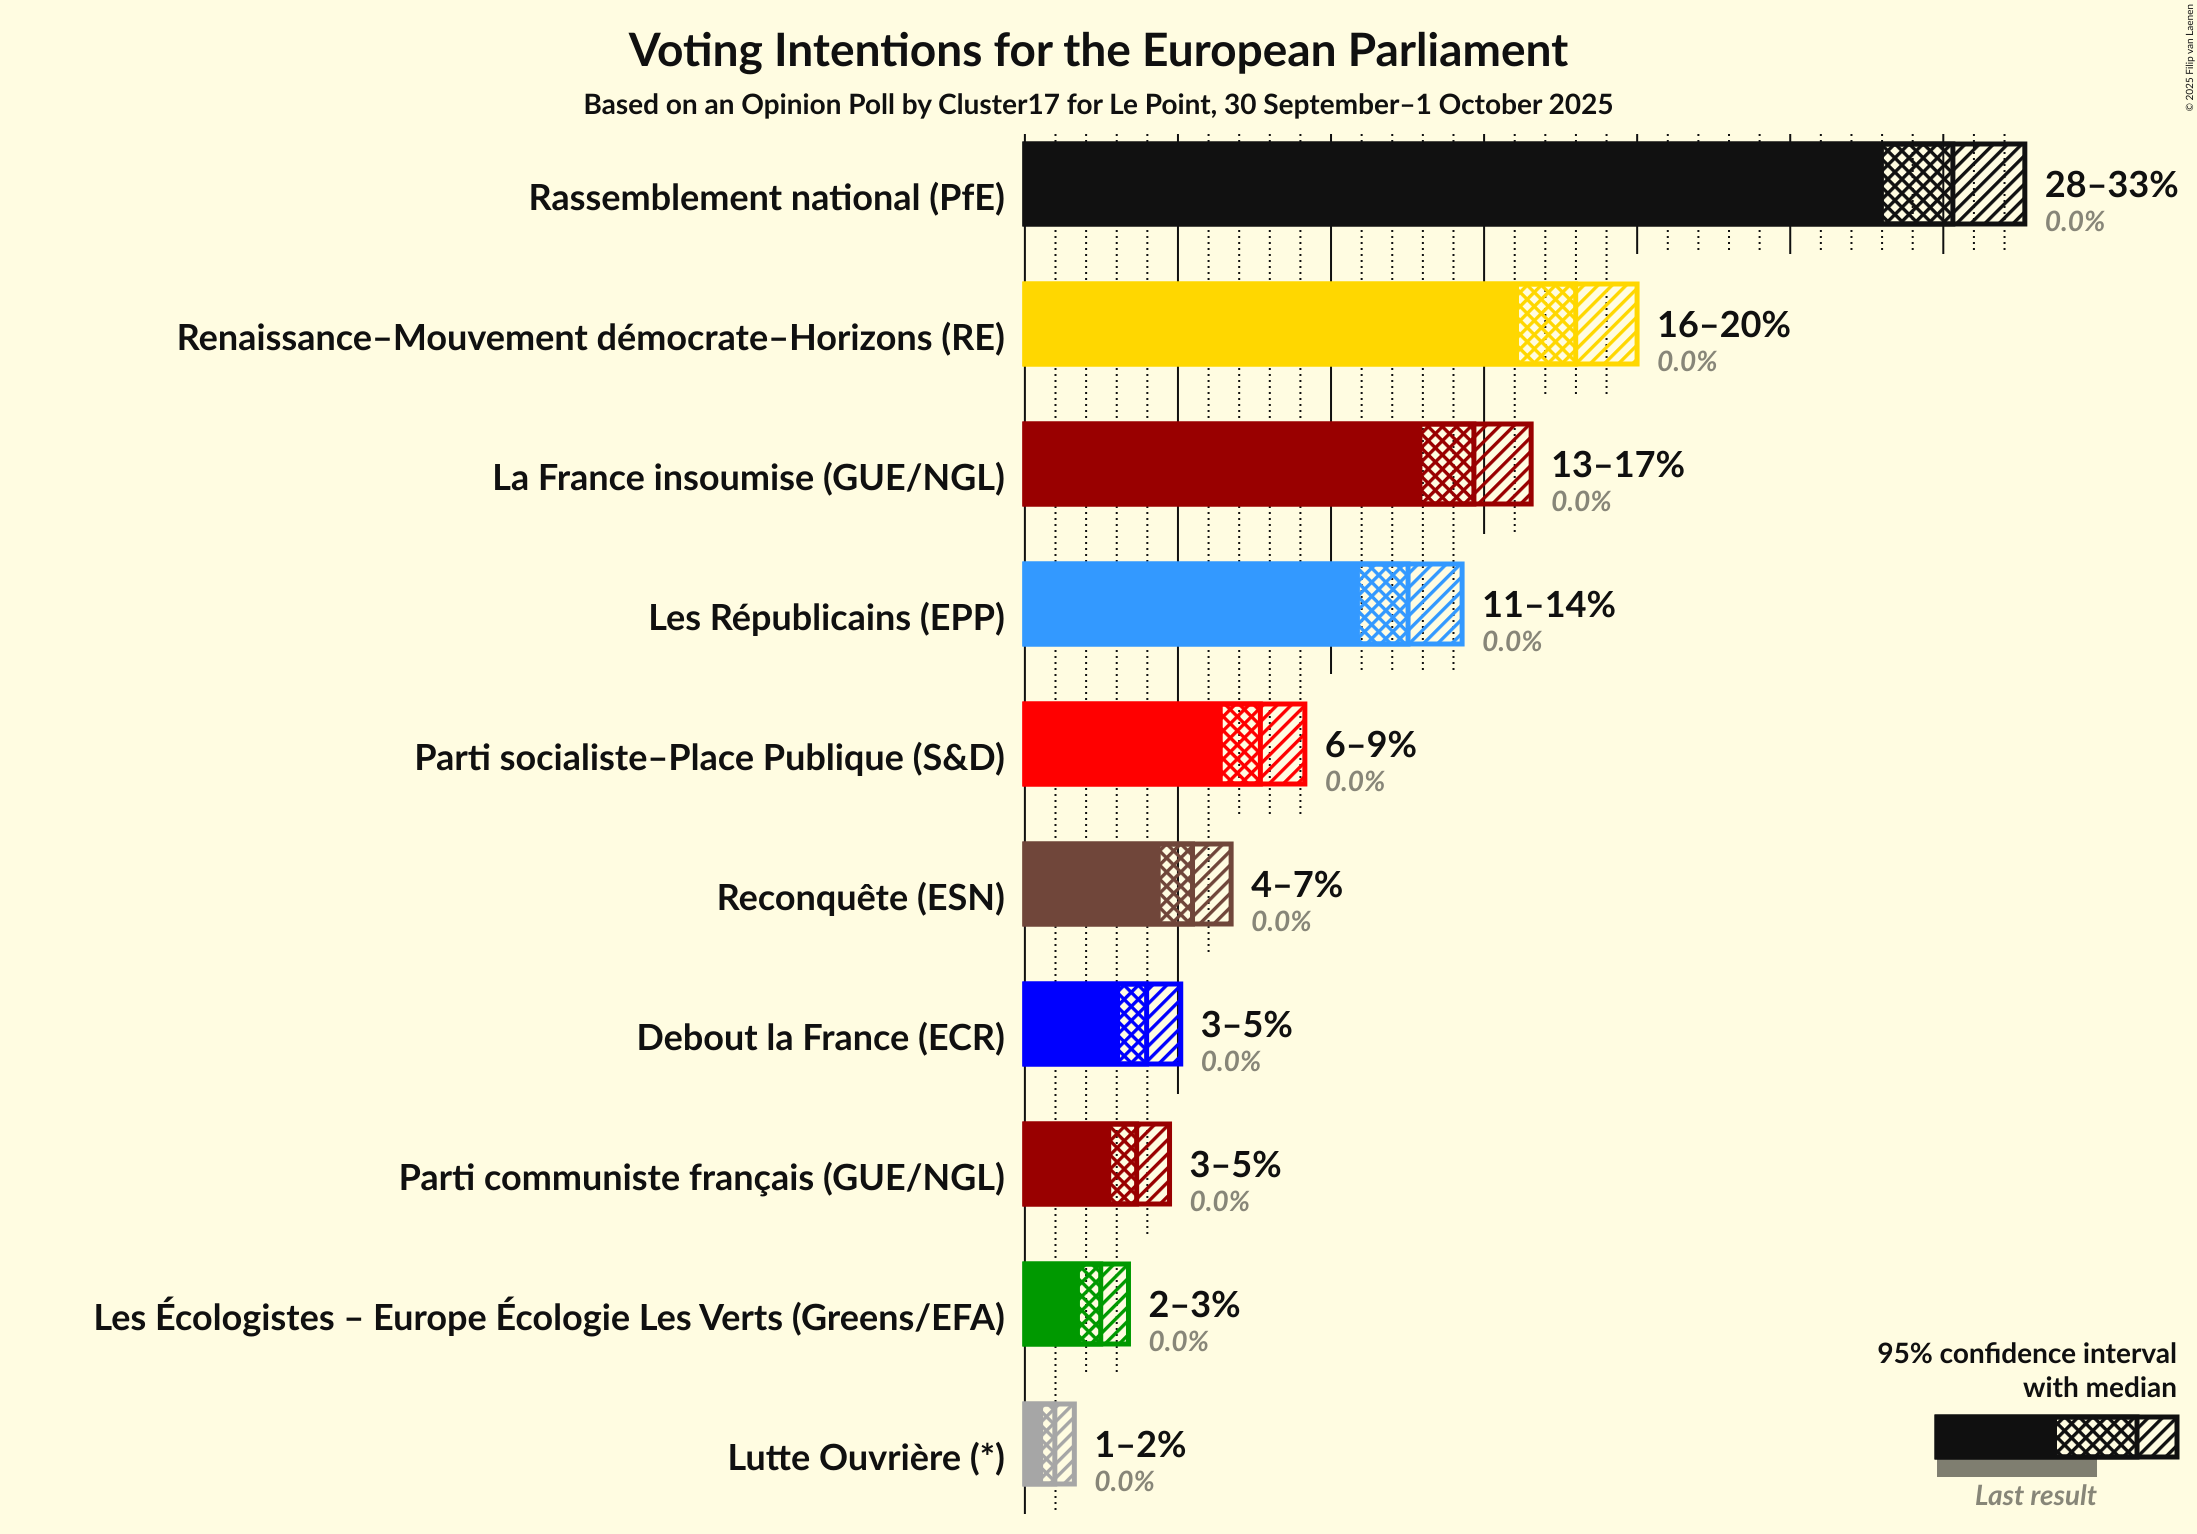 Voting Intentions for the European Parliament
Based on an Opinion Poll by Cluster17 for Le Point, 30 September–1 October 2025
© 2025 Filip van Laenen
Rassemblement national (PfE)
28–33%
0.0%
Renaissance–Mouvement démocrate–Horizons (RE)
16–20%
0.0%
La France insoumise (GUE/NGL)
13–17%
0.0%
Les Républicains (EPP)
11–14%
0.0%
Parti socialiste–Place Publique (S&D)
6–9%
0.0%
Reconquête (ESN)
4–7%
0.0%
Debout la France (ECR)
3–5%
0.0%
Parti communiste français (GUE/NGL)
3–5%
0.0%
Les Écologistes – Europe Écologie Les Verts (Greens/EFA)
2–3%
0.0%
Lutte Ouvrière (*)
1–2%
0.0%
95% confidence interval
with median
Last result